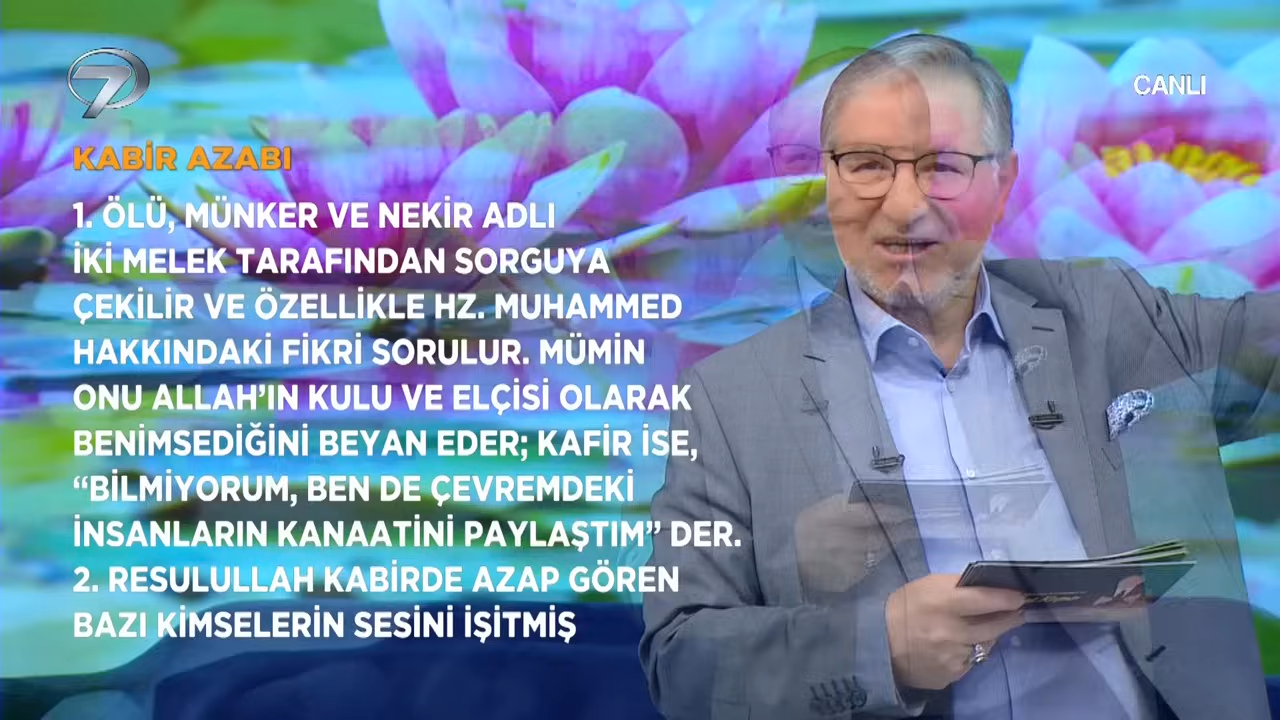 7
CANLI
KABİR AZABI
1. ÖLÜ, MÜNKER VE NEKİR ADLI
İKİ MELEK TARAFINDAN SORGUYA
ÇEKİLİR VE ÖZELLİKLE HZ. MUHAMMED
HAKKINDAKİ FİKRİ SORULUR. MÜMİN
ONU ALLAH’IN KULU VE ELÇİSİ OLARAK
BENİMSEDİĞİNİ BEYAN EDER; KAFİR İSE,
“BİLMİYORUM, BEN DE ÇEVREMDEKİ
İNSANLARIN KANAATİNİ PAYLAŞTIM” DER.
2. RESULULLAH KABİRDE AZAP GÖREN
BAZI KİMSELERİN SESİNİ İŞİTMİŞ